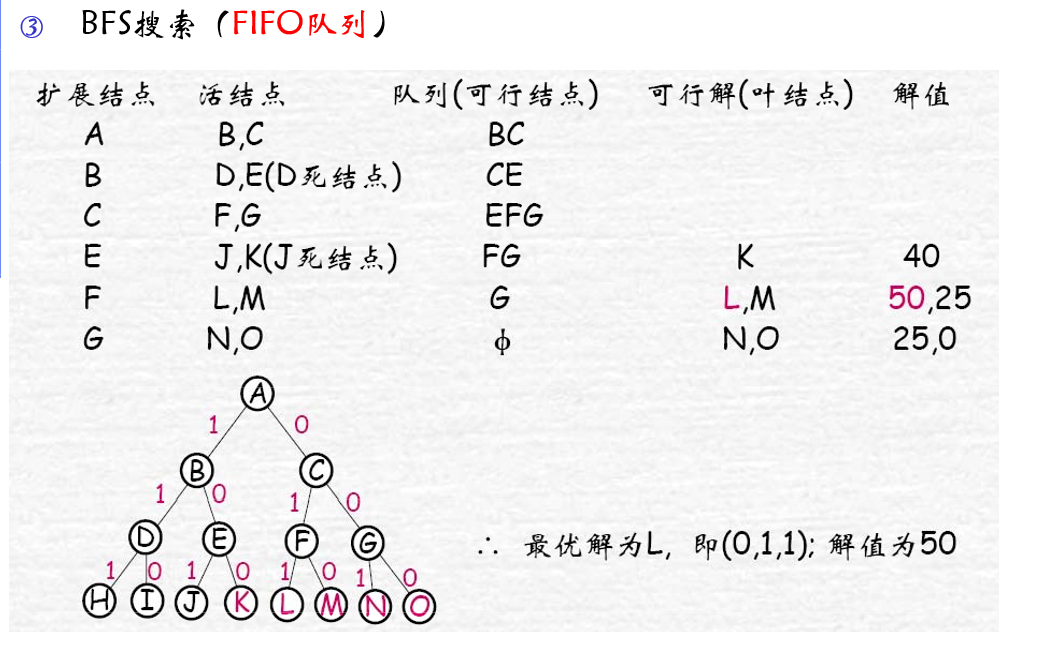 ③ BFS搜索（FIFO队列）
扩展结点 活结点 队列(可行结点) 可行解(叶结点) 解值
A B,C BC
B D,E(D死结点) CE
C F,G EFG
E J,K(J死结点) FG K 40
F L,M G L,M 50,25
G N,O ϕ N,O 25,0
A
1 0
B C
1 0 1 0
D E F G
1 0 1 0 1 0 1 0
H I J K L M N O
∴ 最优解为L, 即(0,1,1); 解值为50